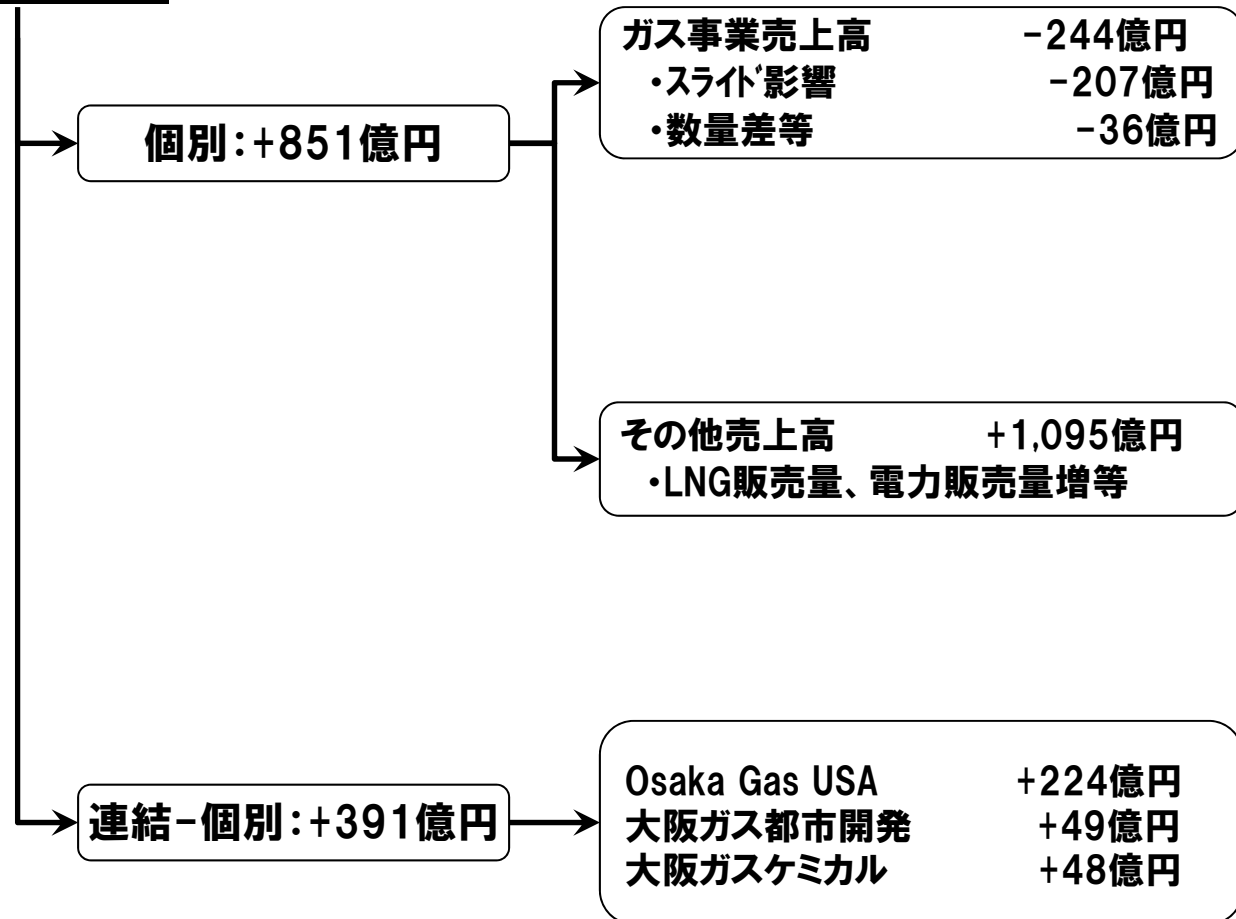 ガス事業売上高 -244億円
・スライド影響 -207億円
・数量差等 -36億円
個別:+851億円
その他売上高 +1,095億円
・LNG販売量、電力販売量増等
連結-個別:+391億円
Osaka Gas USA +224億円
大阪ガス都市開発 +49億円
大阪ガスケミカル +48億円